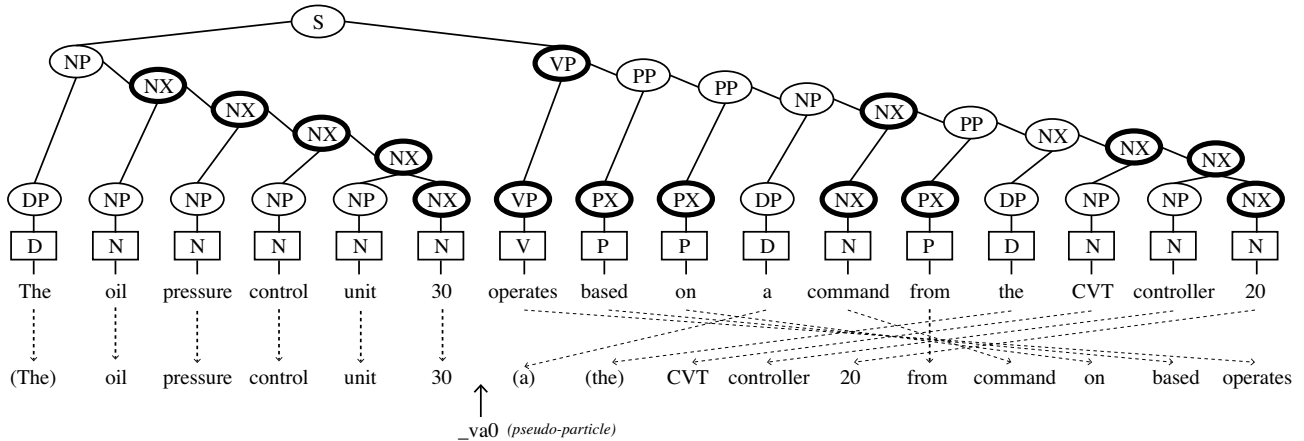 S
NP VP
NX PP
NX PP
NX NP
NX NX
PP
NX
NX
NX
DP NP NP NP NP NX VP PX PX DP NX PX DP NP NP NX
D N N N N N V P P D N P D N N N
The oil pressure control unit 30 operates based on a command from the CVT controller 20
(The) oil pressure control unit 30 (a) (the) CVT controller 20 from command on based operates
_va0 (pseudo-particle)